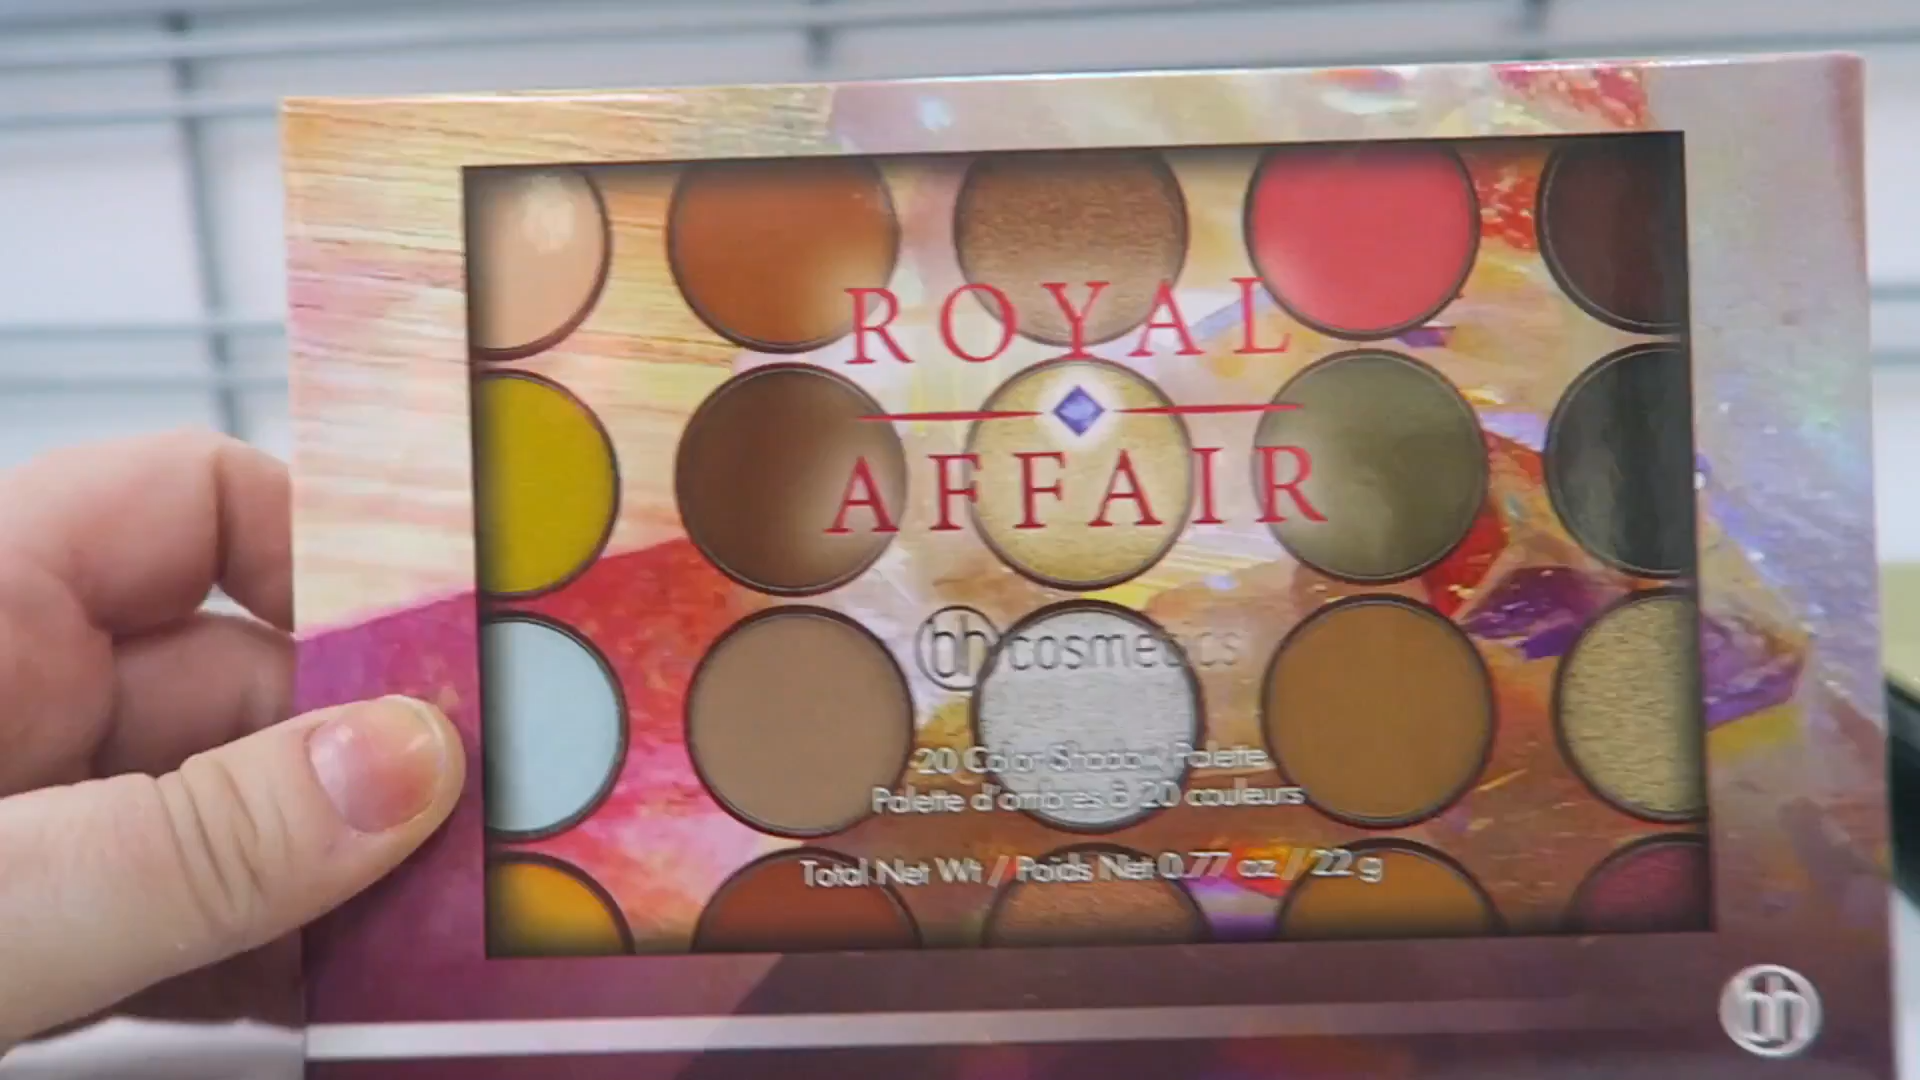 ROYAL
AFFAIR
bh cosmetics
20 Color Shadow Palette
Palette d'ombres à 20 couleurs
Total Net Wt / Poids Net 0.77 oz / 22 g
bh